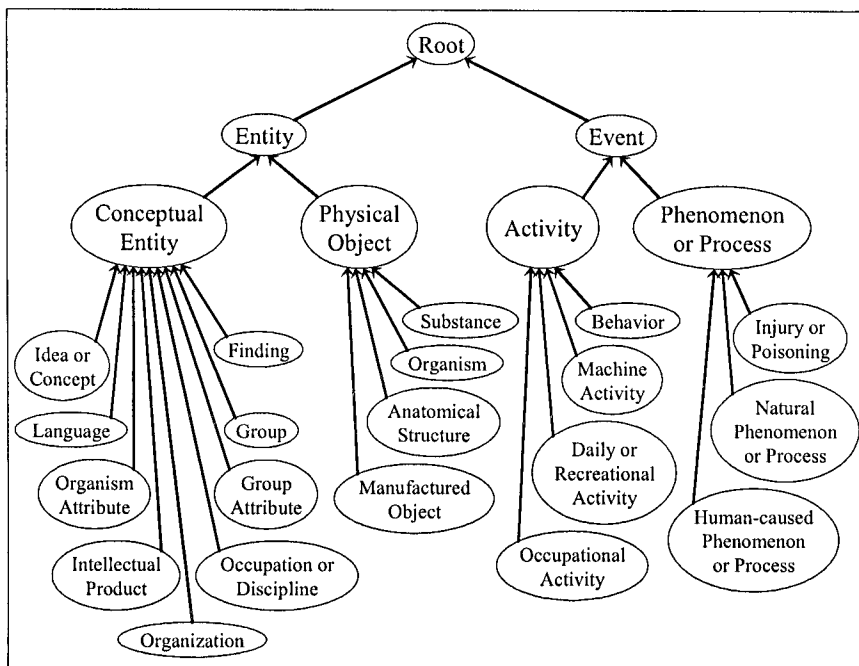 Root
Entity
Event
Conceptual
Entity
Physical
Object
Activity
Phenomenon
or Process
Idea or
Concept
Language
Organism
Attribute
Intellectual
Product
Organization
Occupation or
Discipline
Group
Attribute
Group
Finding
Substance
Organism
Anatomical
Structure
Manufactured
Object
Behavior
Machine
Activity
Daily or
Recreational
Activity
Occupational
Activity
Injury or
Poisoning
Natural
Phenomenon
or Process
Human-caused
Phenomenon
or Process